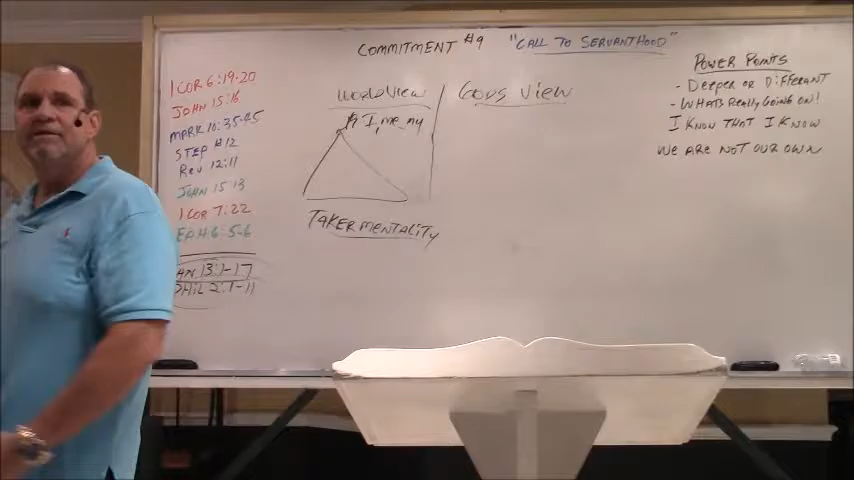 COMMITMENT #9 "CALL TO SERVANTHOOD"
1 COR 6:19-20
JOHN 15:16
MARK 10:35-45
STEP #12
REV 12:11
JOHN 15:13
1 COR 7:22
EPH. 6:5-6
13:1-17
PHIL 2:1-11
WORLDVIEW
I, me, my
TAKER MENTALITY
GODS VIEW
POWER POINTS
- DEEPER OR DIFFERENT
- WHATS REALLY GOING ON!
I KNOW THAT I KNOW
WE ARE NOT OUR OWN